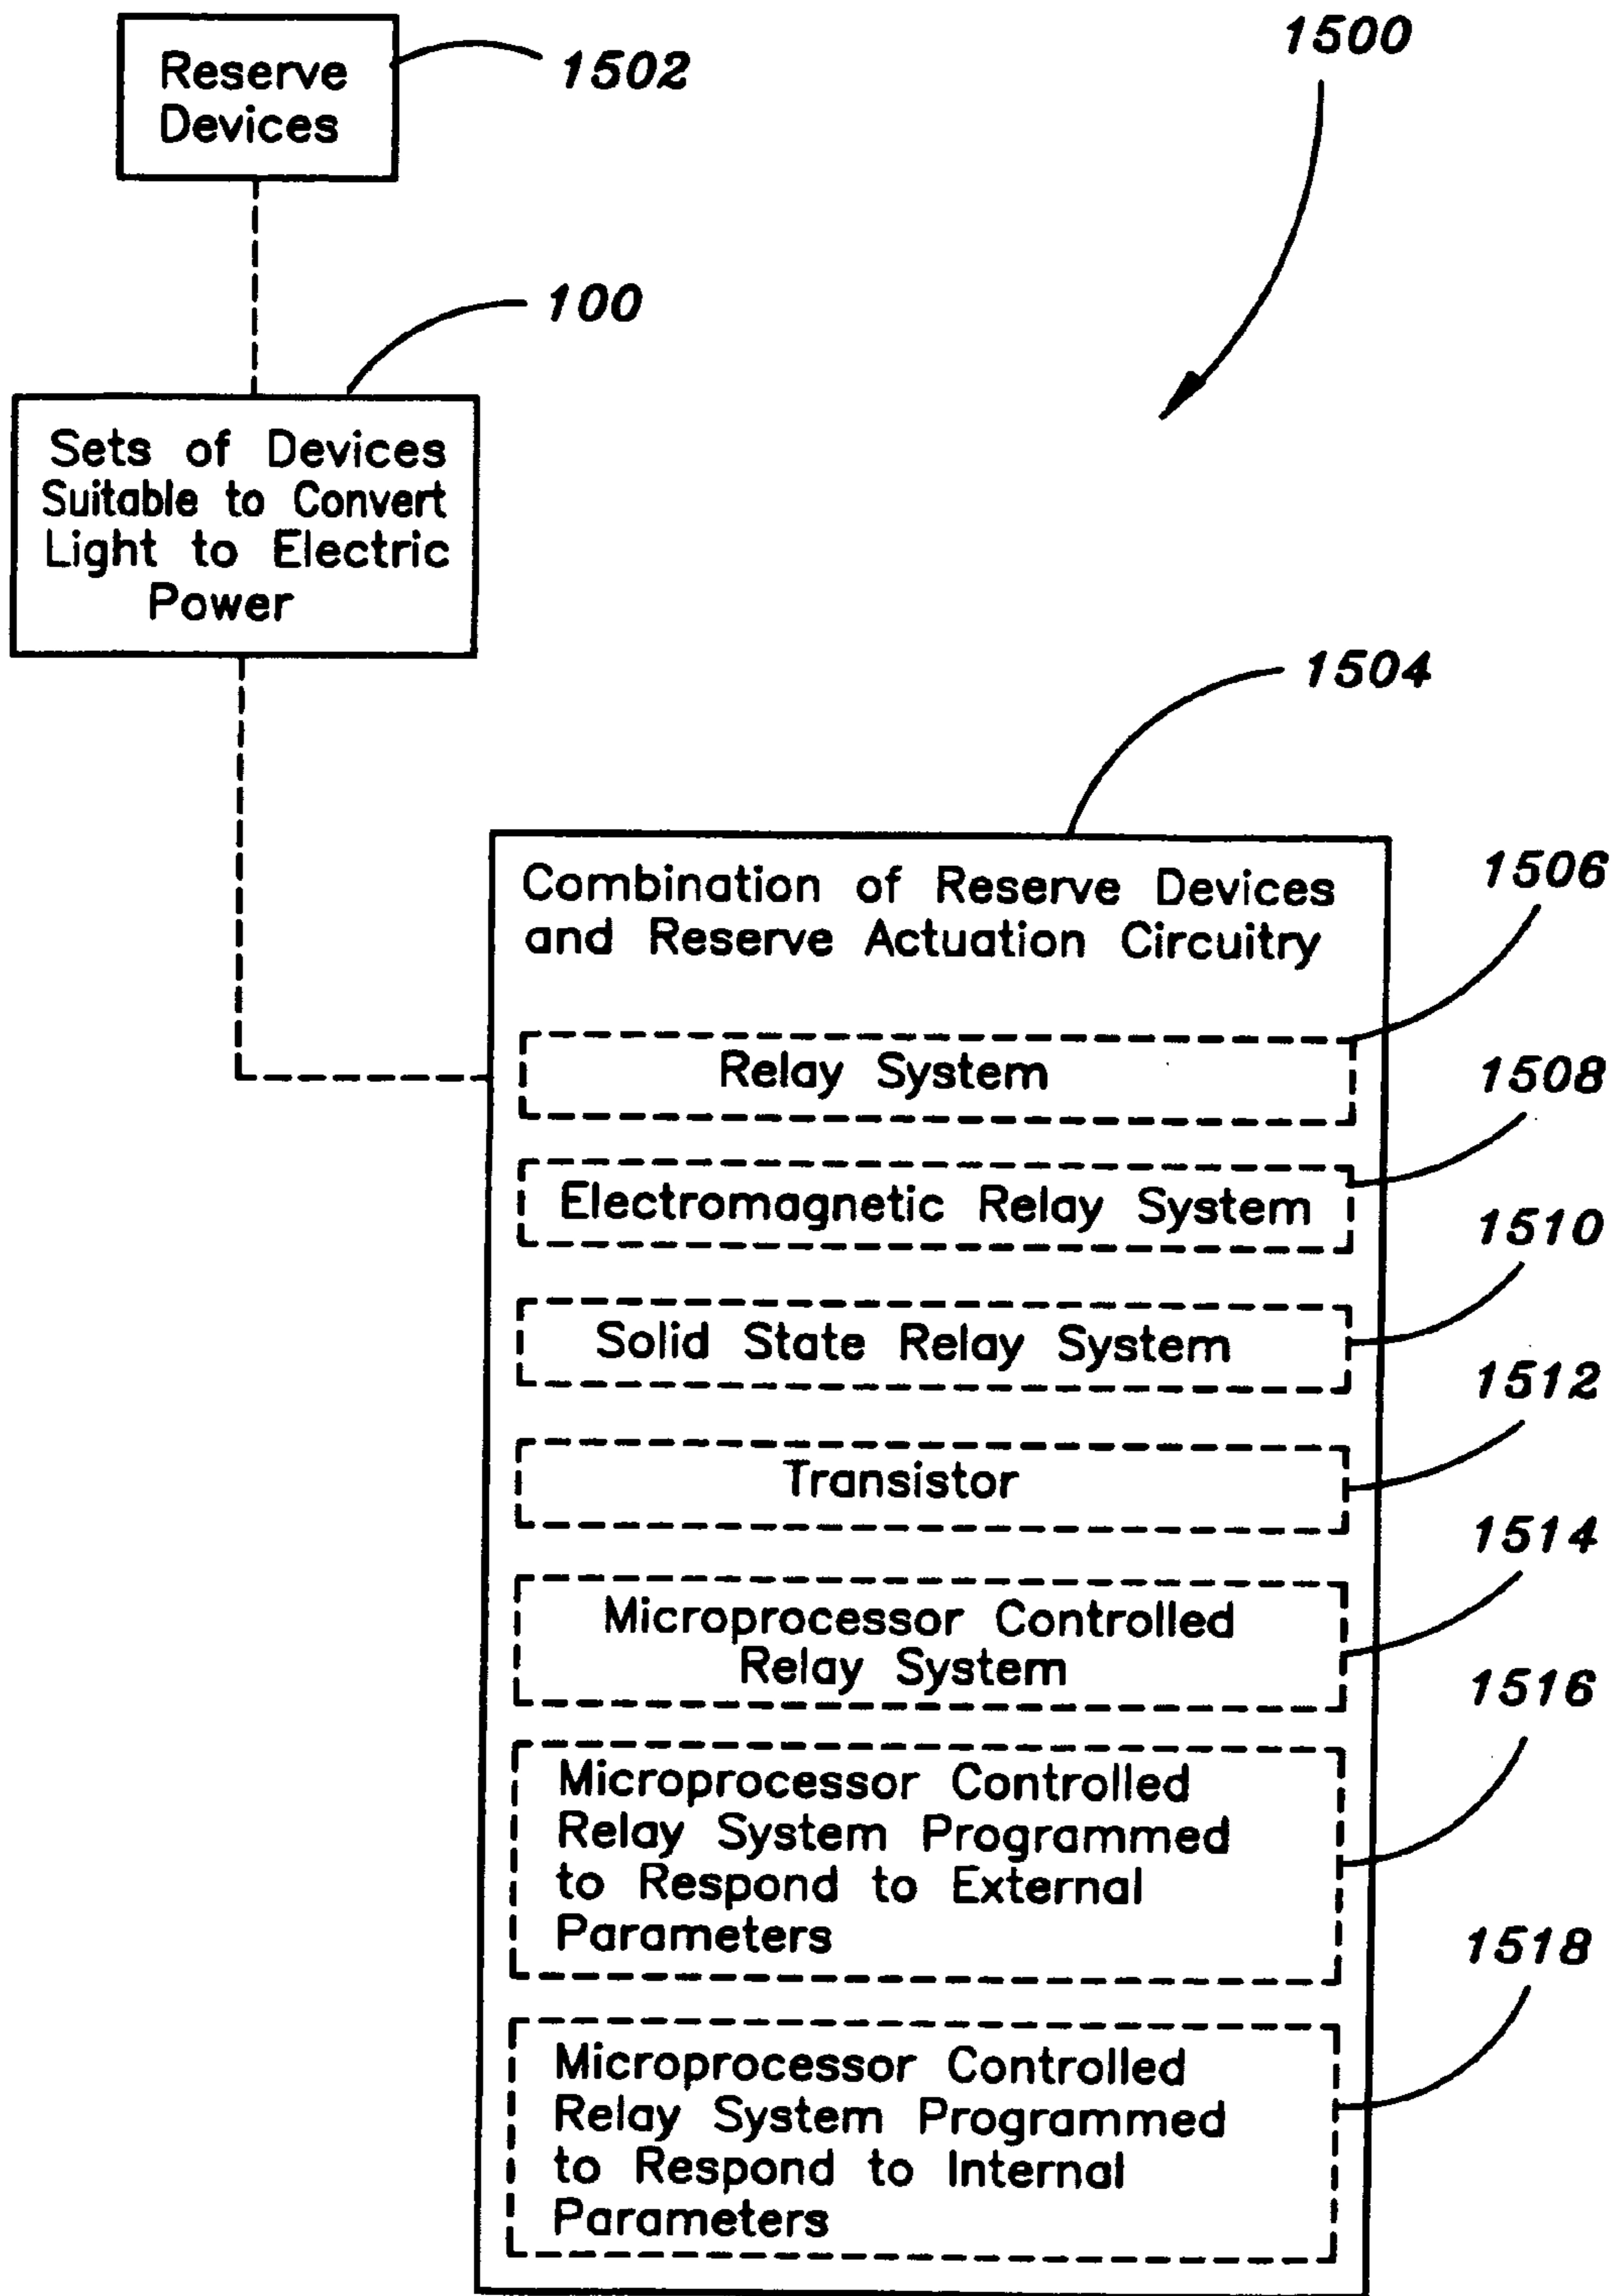 1500
Reserve
Devices
1502
100
Sets of Devices
Suitable to Convert
Light to Electric
Power
1504
Combination of Reserve Devices
and Reserve Actuation Circuitry
1506
Relay System
1508
Electromagnetic Relay System
1510
Solid State Relay System
1512
Transistor
1514
Microprocessor Controlled
Relay System
1516
Microprocessor Controlled
Relay System Programmed
to Respond to External
Parameters
1518
Microprocessor Controlled
Relay System Programmed
to Respond to Internal
Parameters